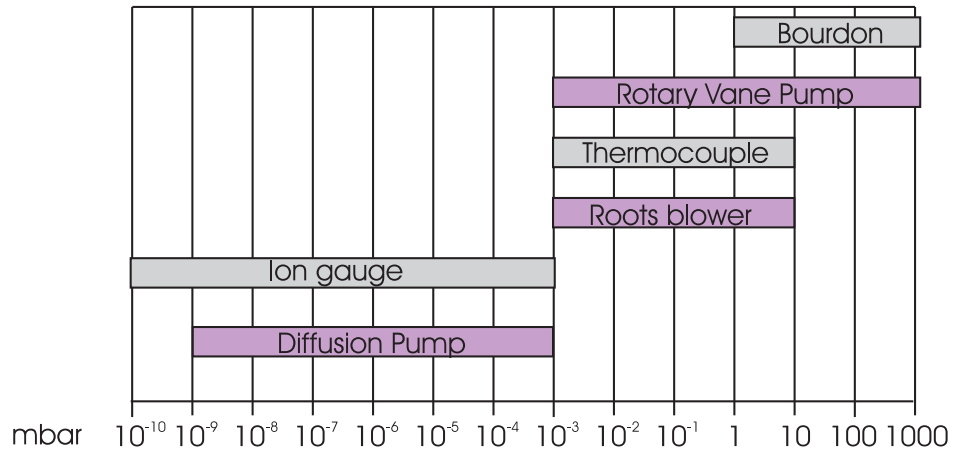 Bourdon
Rotary Vane Pump
Thermocouple
Roots blower
Ion gauge
Diffusion Pump
mbar 10⁻¹⁰ 10⁻⁹ 10⁻⁸ 10⁻⁷ 10⁻⁶ 10⁻⁵ 10⁻⁴ 10⁻³ 10⁻² 10⁻¹ 1 10 100 1000